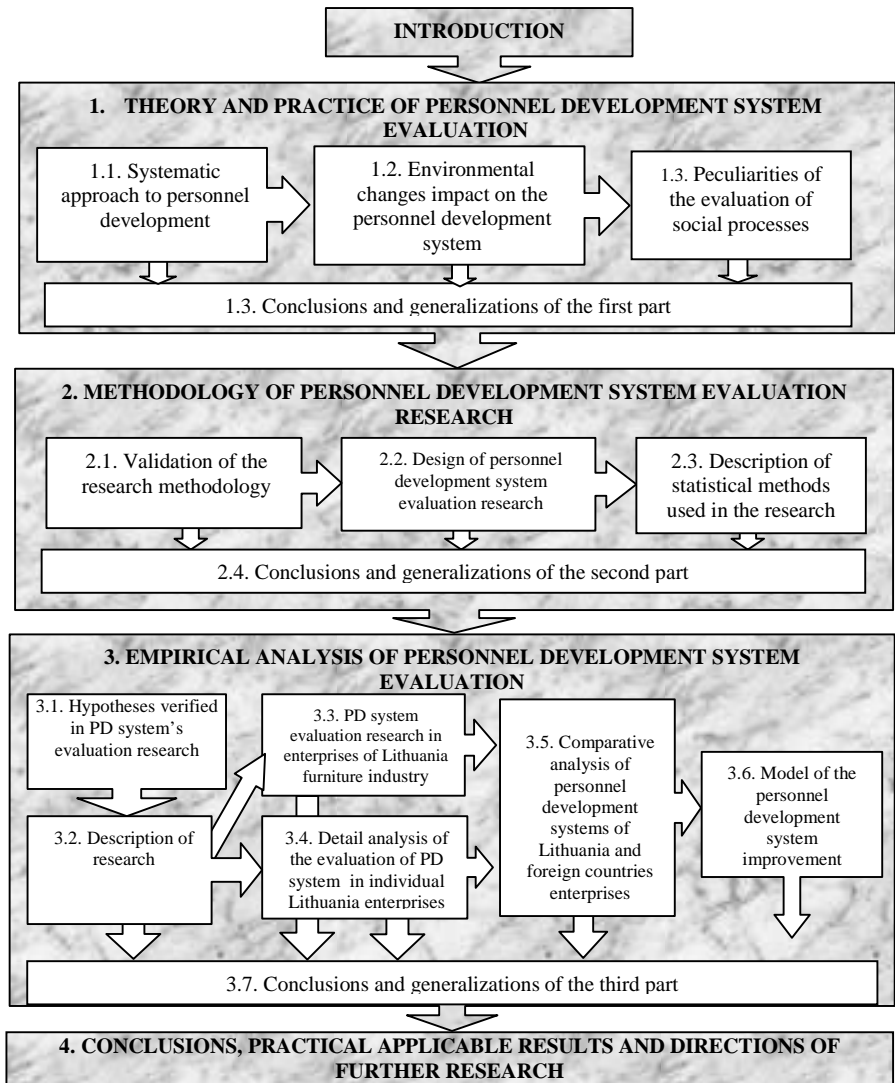 INTRODUCTION
1. THEORY AND PRACTICE OF PERSONNEL DEVELOPMENT SYSTEM
EVALUATION
1.1. Systematic
approach to personnel
development
1.2. Environmental
changes impact on the
personnel development
system
1.3. Peculiarities of
the evaluation of
social processes
1.3. Conclusions and generalizations of the first part
2. METHODOLOGY OF PERSONNEL DEVELOPMENT SYSTEM EVALUATION
RESEARCH
2.1. Validation of the
research methodology
2.2. Design of personnel
development system
evaluation research
2.3. Description of
statistical methods
used in the research
2.4. Conclusions and generalizations of the second part
3. EMPIRICAL ANALYSIS OF PERSONNEL DEVELOPMENT SYSTEM
EVALUATION
3.1. Hypotheses verified
in PD system's
evaluation research
3.2. Description of
research
3.3. PD system
evaluation research in
enterprises of Lithuania
furniture industry
3.4. Detail analysis of
the evaluation of PD
system in individual
Lithuania enterprises
3.5. Comparative
analysis of
personnel
development
systems of
Lithuania and
foreign countries
enterprises
3.6. Model of the
personnel
development
system
improvement
3.7. Conclusions and generalizations of the third part
4. CONCLUSIONS, PRACTICAL APPLICABLE RESULTS AND DIRECTIONS OF
FURTHER RESEARCH